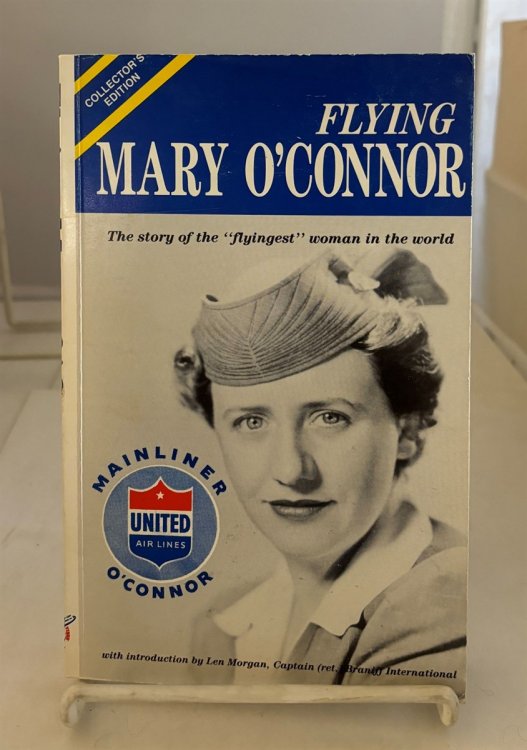 COLLECTOR'S
EDITION
FLYING
MARY O'CONNOR
The story of the "flyingest" woman in the world
MAINLINER
UNITED
AIR LINES
O'CONNOR
with introduction by Len Morgan, Captain (ret.) Braniff International